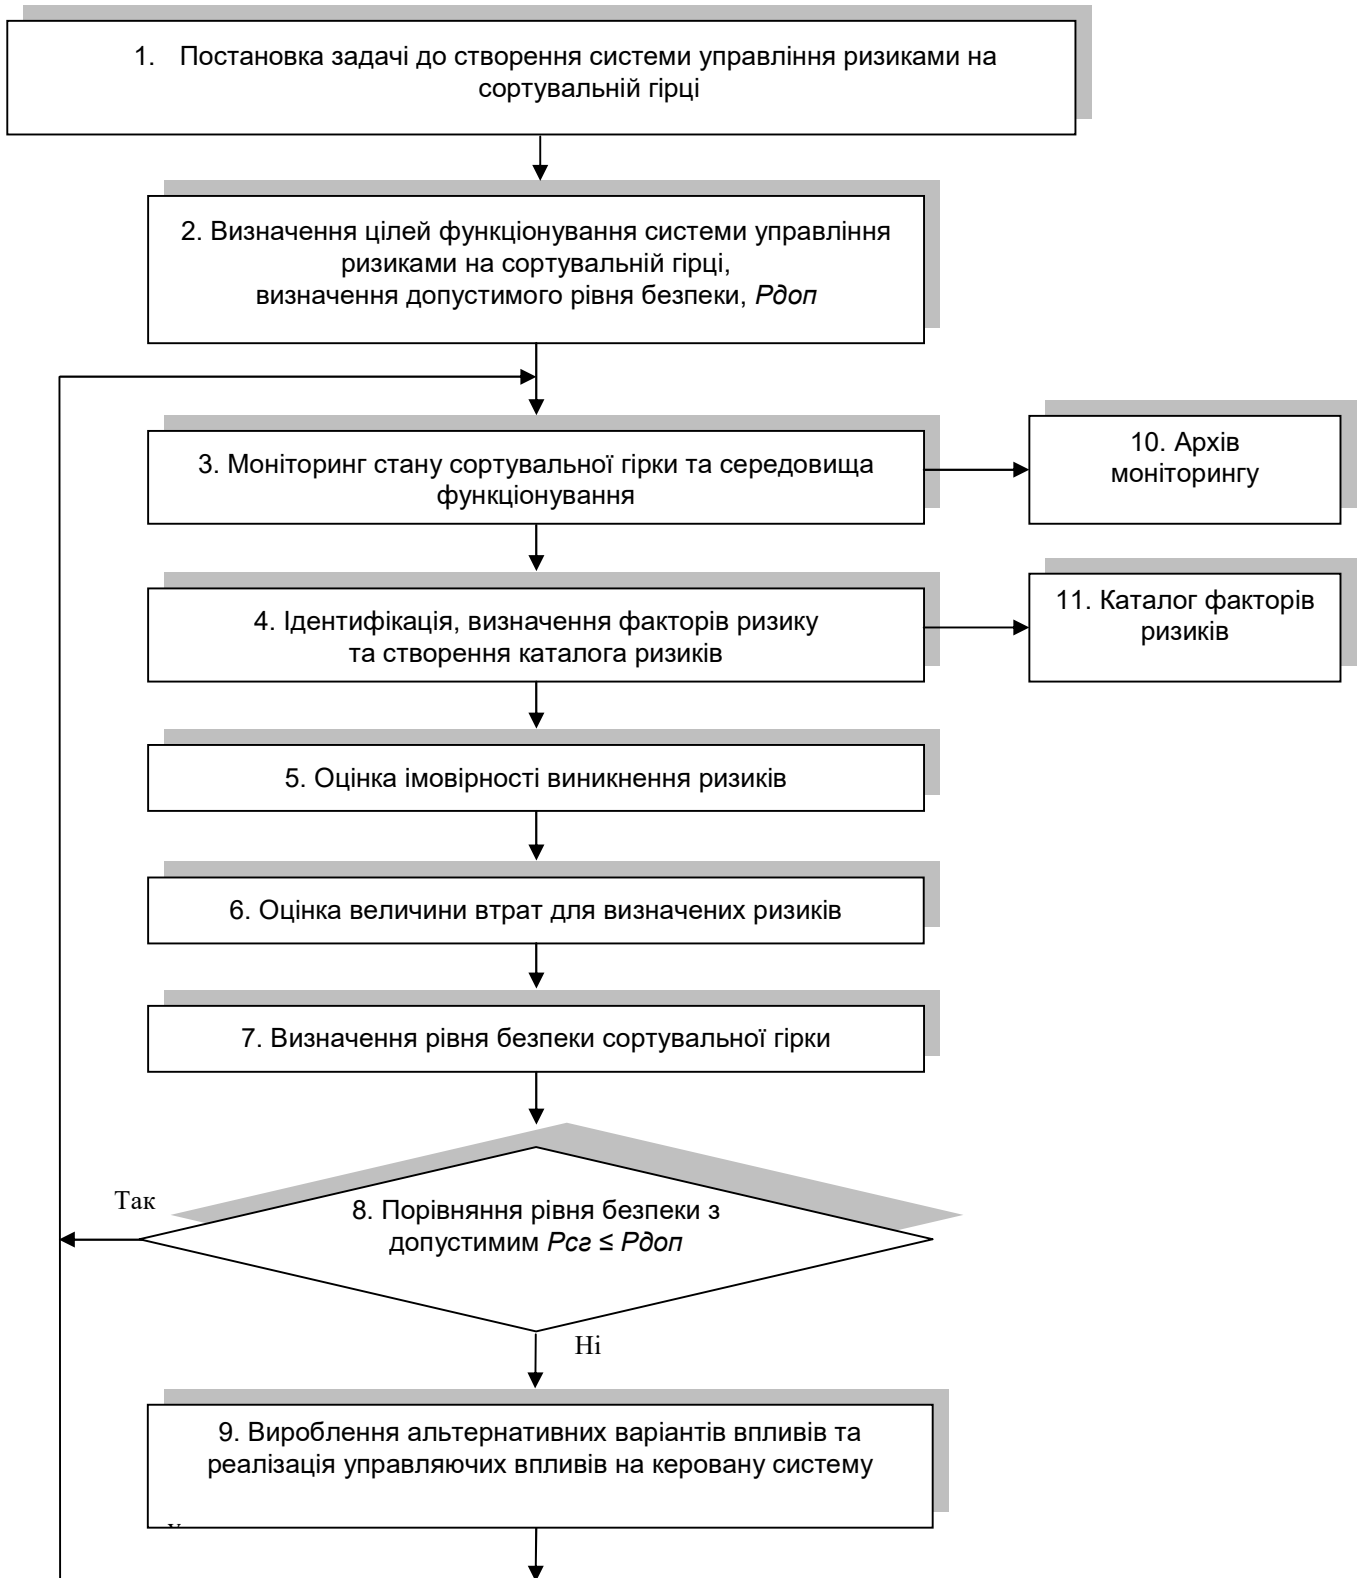 1. Постановка задачі до створення системи управління ризиками на
сортувальній гірці
2. Визначення цілей функціонування системи управління
ризиками на сортувальній гірці,
визначення допустимого рівня безпеки, Рдоп
3. Моніторинг стану сортувальної гірки та середовища
функціонування
10. Архів
моніторингу
4. Ідентифікація, визначення факторів ризику
та створення каталога ризиків
11. Каталог факторів
ризиків
5. Оцінка імовірності виникнення ризиків
6. Оцінка величини втрат для визначених ризиків
7. Визначення рівня безпеки сортувальної гірки
Так
8. Порівняння рівня безпеки з
допустимим Рсг ≤ Рдоп
Ні
9. Вироблення альтернативних варіантів впливів та
реалізація управляючих впливів на керовану систему